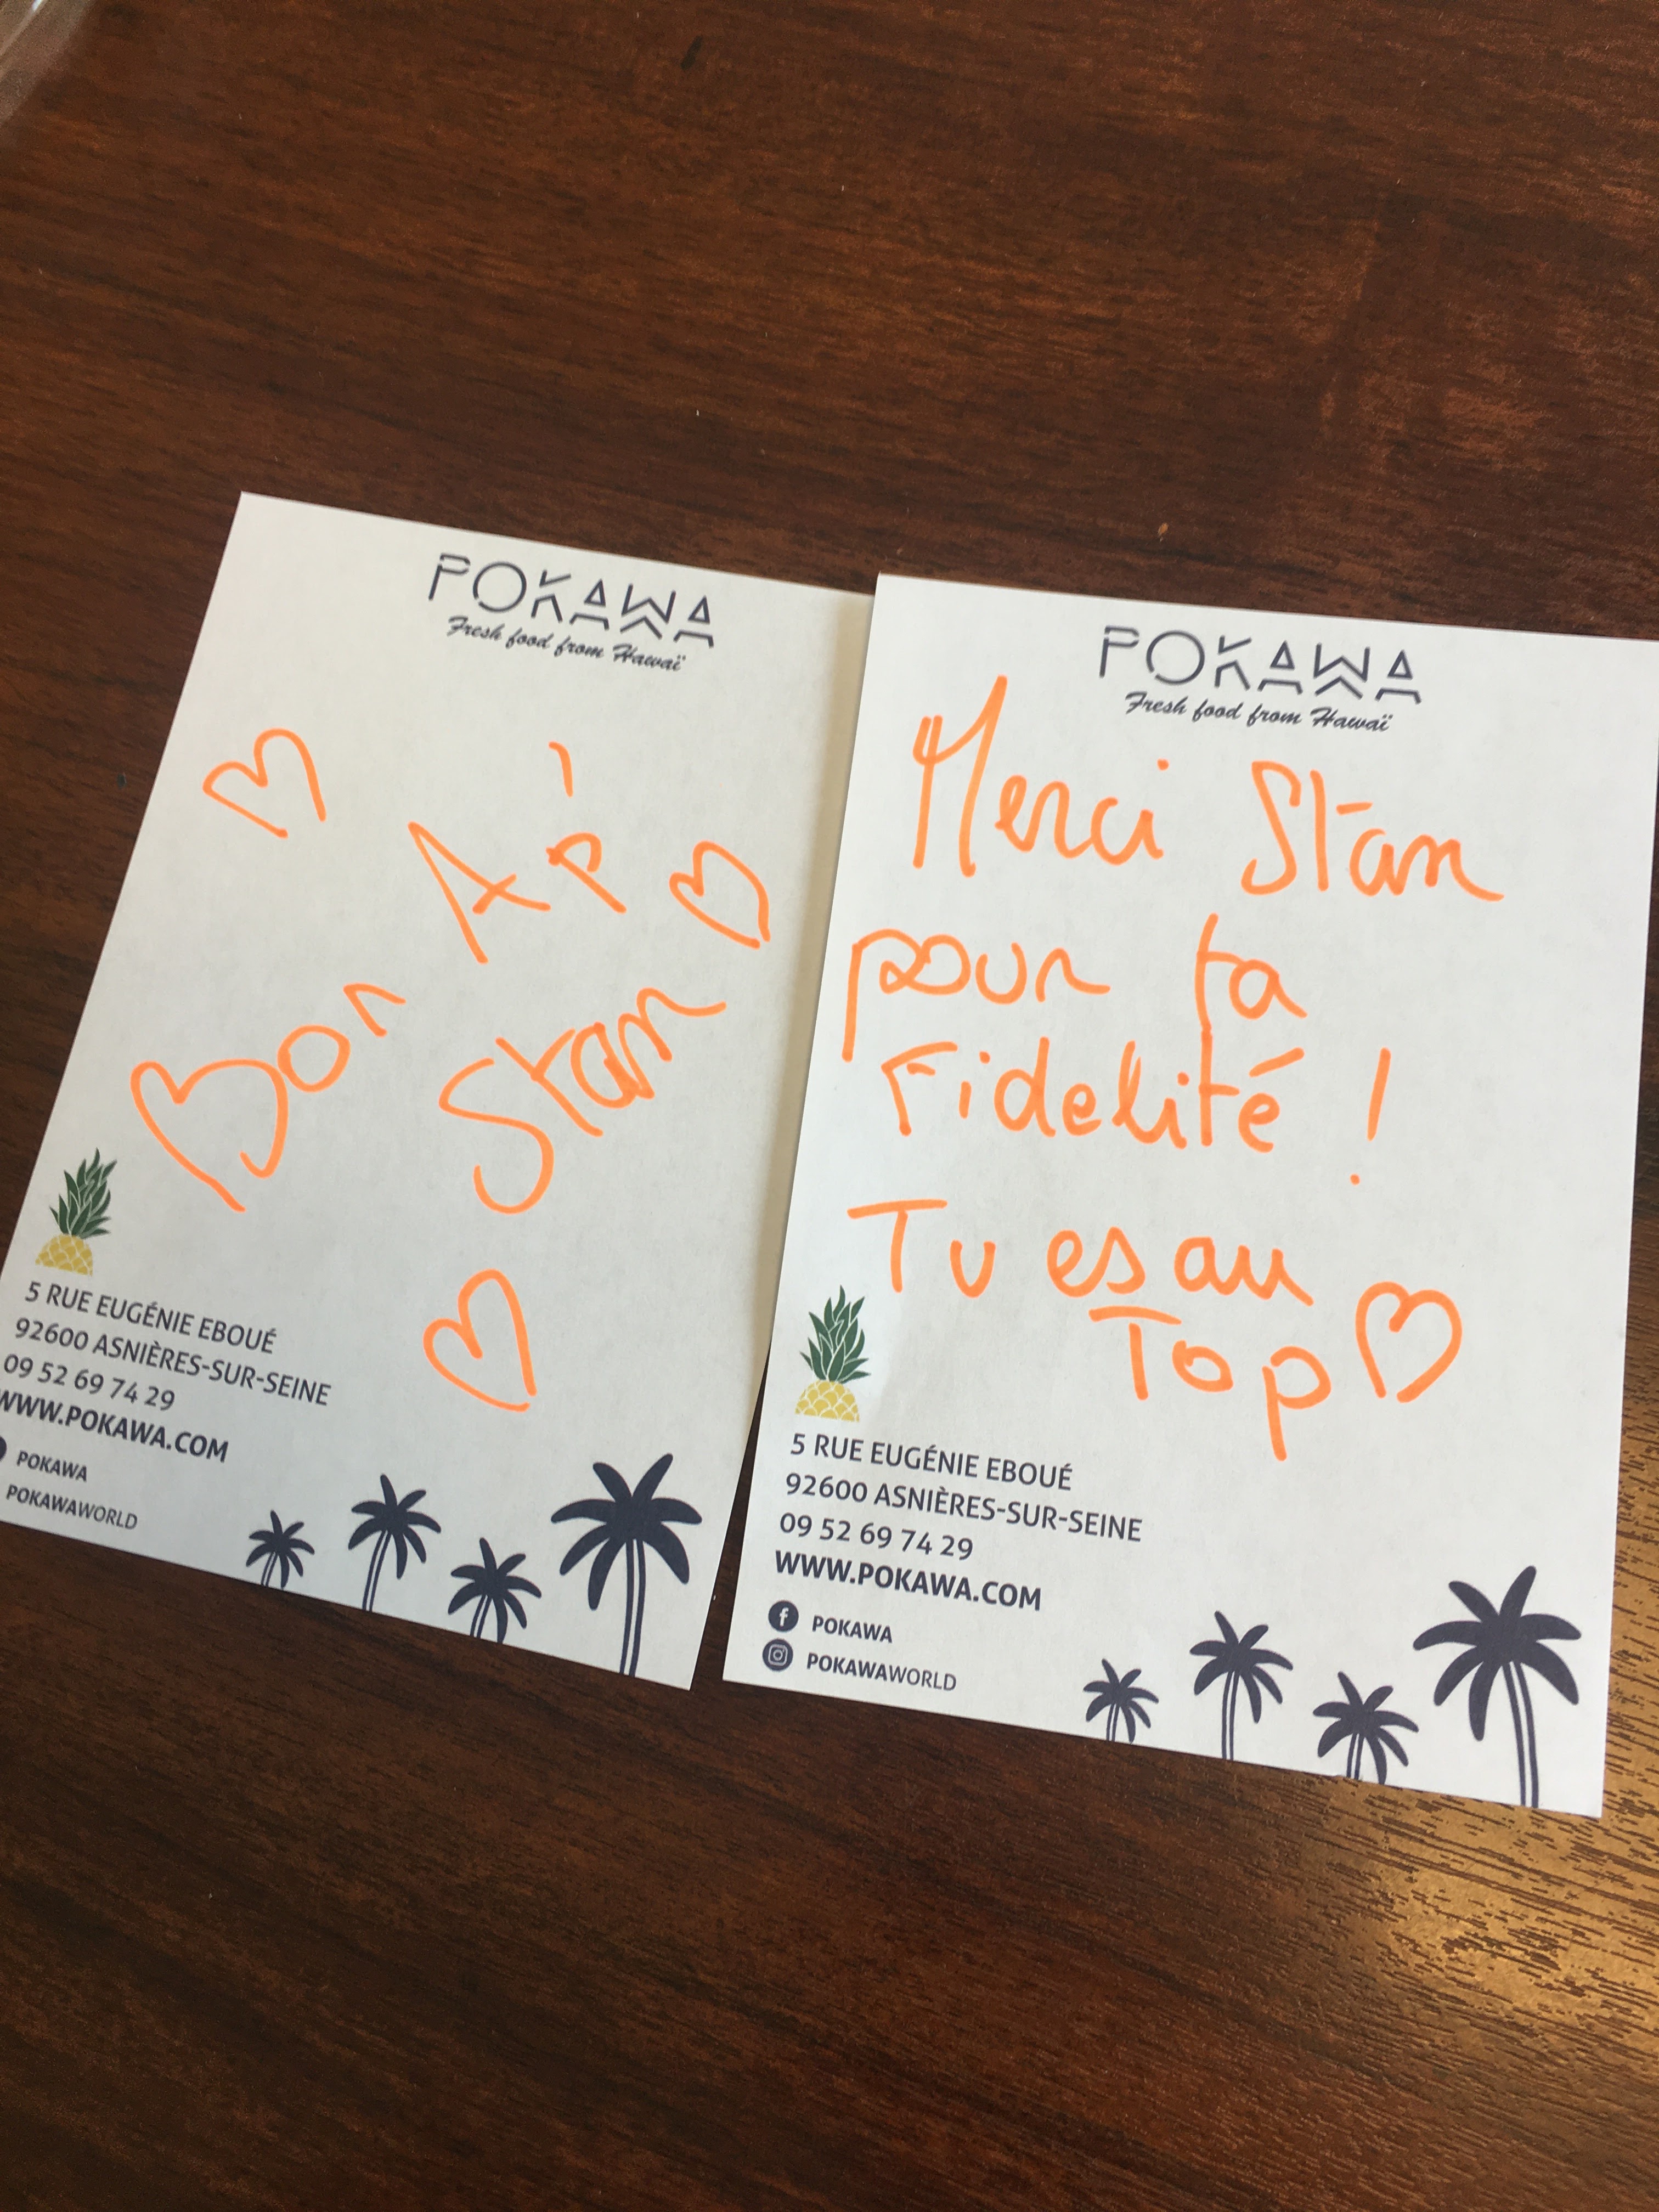 POKAWA
Fresh food from Hawaï
Bon Ap'
Stan
5 RUE EUGÉNIE EBOUÉ
92600 ASNIÈRES-SUR-SEINE
09 52 69 74 29
WWW.POKAWA.COM
POKAWA
POKAWAWORLD
POKAWA
Fresh food from Hawaï
Merci Stan
pour ta
Fidelité !
Tu es au
Top
5 RUE EUGÉNIE EBOUÉ
92600 ASNIÈRES-SUR-SEINE
09 52 69 74 29
WWW.POKAWA.COM
POKAWA
POKAWAWORLD